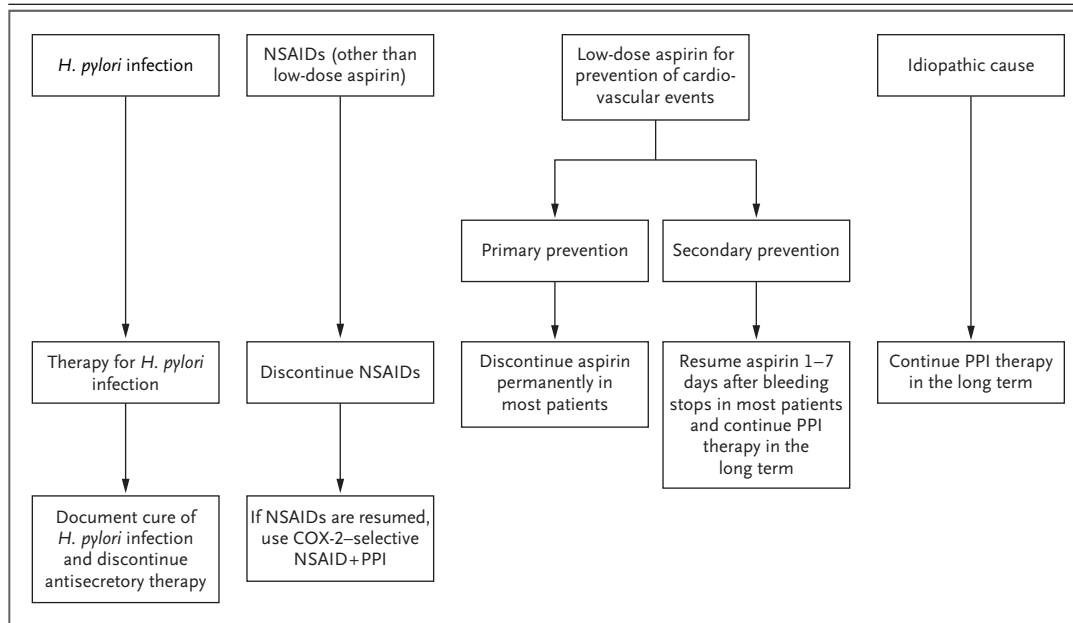 H. pylori infection
NSAIDs (other than
low-dose aspirin)
Low-dose aspirin for
prevention of cardio-
vascular events
Idiopathic cause
Primary prevention
Secondary prevention
Therapy for H. pylori
infection
Discontinue NSAIDs
Discontinue aspirin
permanently in
most patients
Resume aspirin 1–7
days after bleeding
stops in most patients
and continue PPI
therapy in the
long term
Continue PPI therapy
in the long term
Document cure of
H. pylori infection
and discontinue
antisecretory therapy
If NSAIDs are resumed,
use COX-2–selective
NSAID+PPI